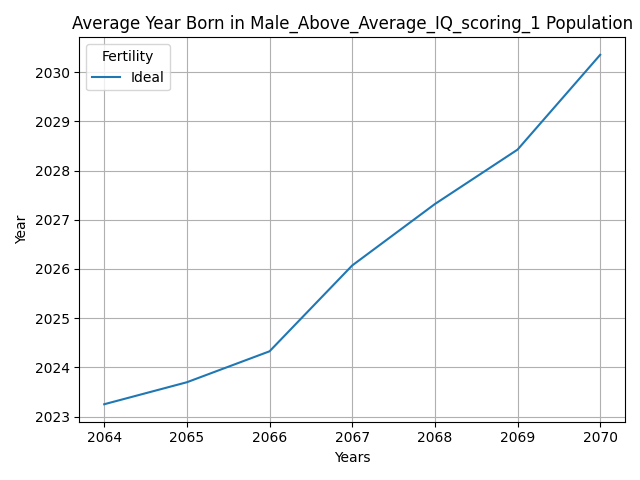 Average Year Born in Male_Above_Average_IQ_scoring_1 Population
Fertility
Ideal
2030
2029
2028
2027
2026
2025
2024
2023
Year
2064 2065 2066 2067 2068 2069 2070
Years